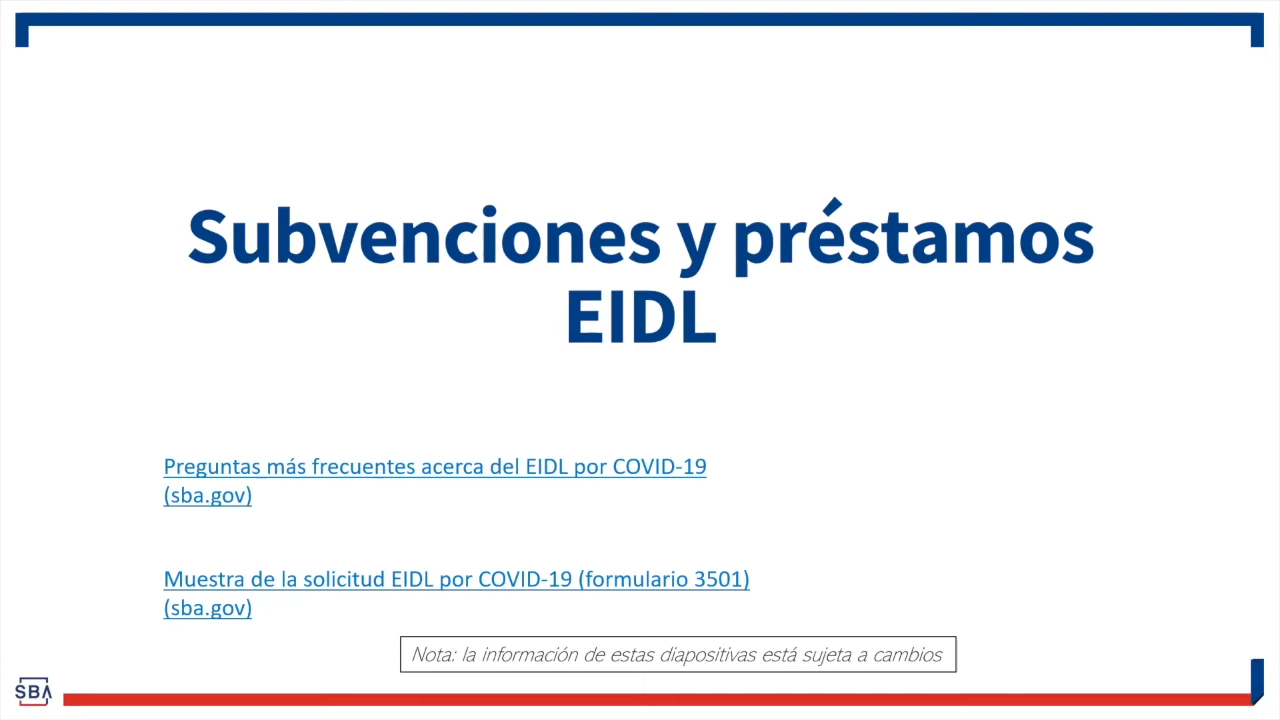 Subvenciones y préstamos
EIDL
Preguntas más frecuentes acerca del EIDL por COVID-19
(sba.gov)
Muestra de la solicitud EIDL por COVID-19 (formulario 3501)
(sba.gov)
Nota: la información de estas diapositivas está sujeta a cambios
SBA